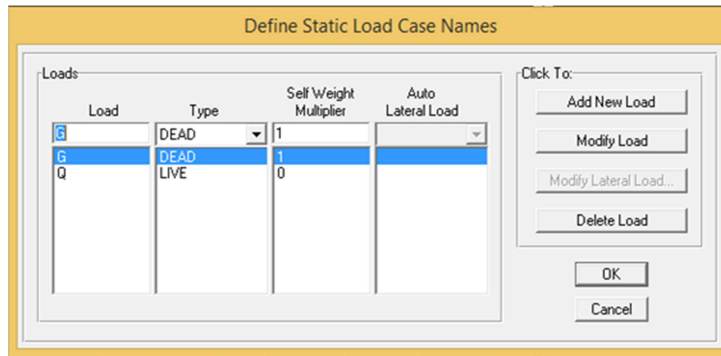 Define Static Load Case Names
Loads
Click To:
Load
Type
Self Weight
Multiplier
Auto
Lateral Load
G DEAD 1
G DEAD 1
Q LIVE 0
Add New Load
Modify Load
Modify Lateral Load...
Delete Load
OK
Cancel